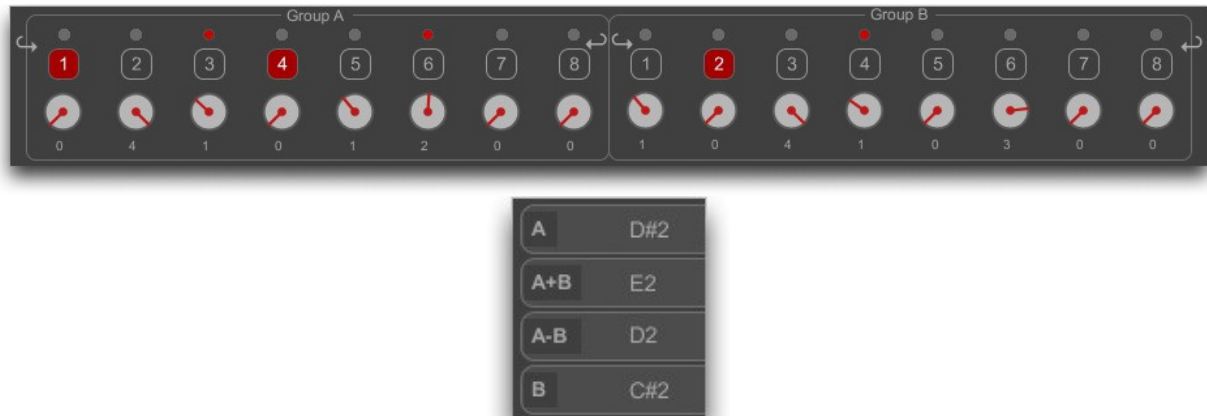 Group A
Group B
1 2 3 4 5 6 7 8 1 2 3 4 5 6 7 8
0 4 1 0 1 2 0 0 1 0 4 1 0 3 0 0
A D#2
A+B E2
A-B D2
B C#2